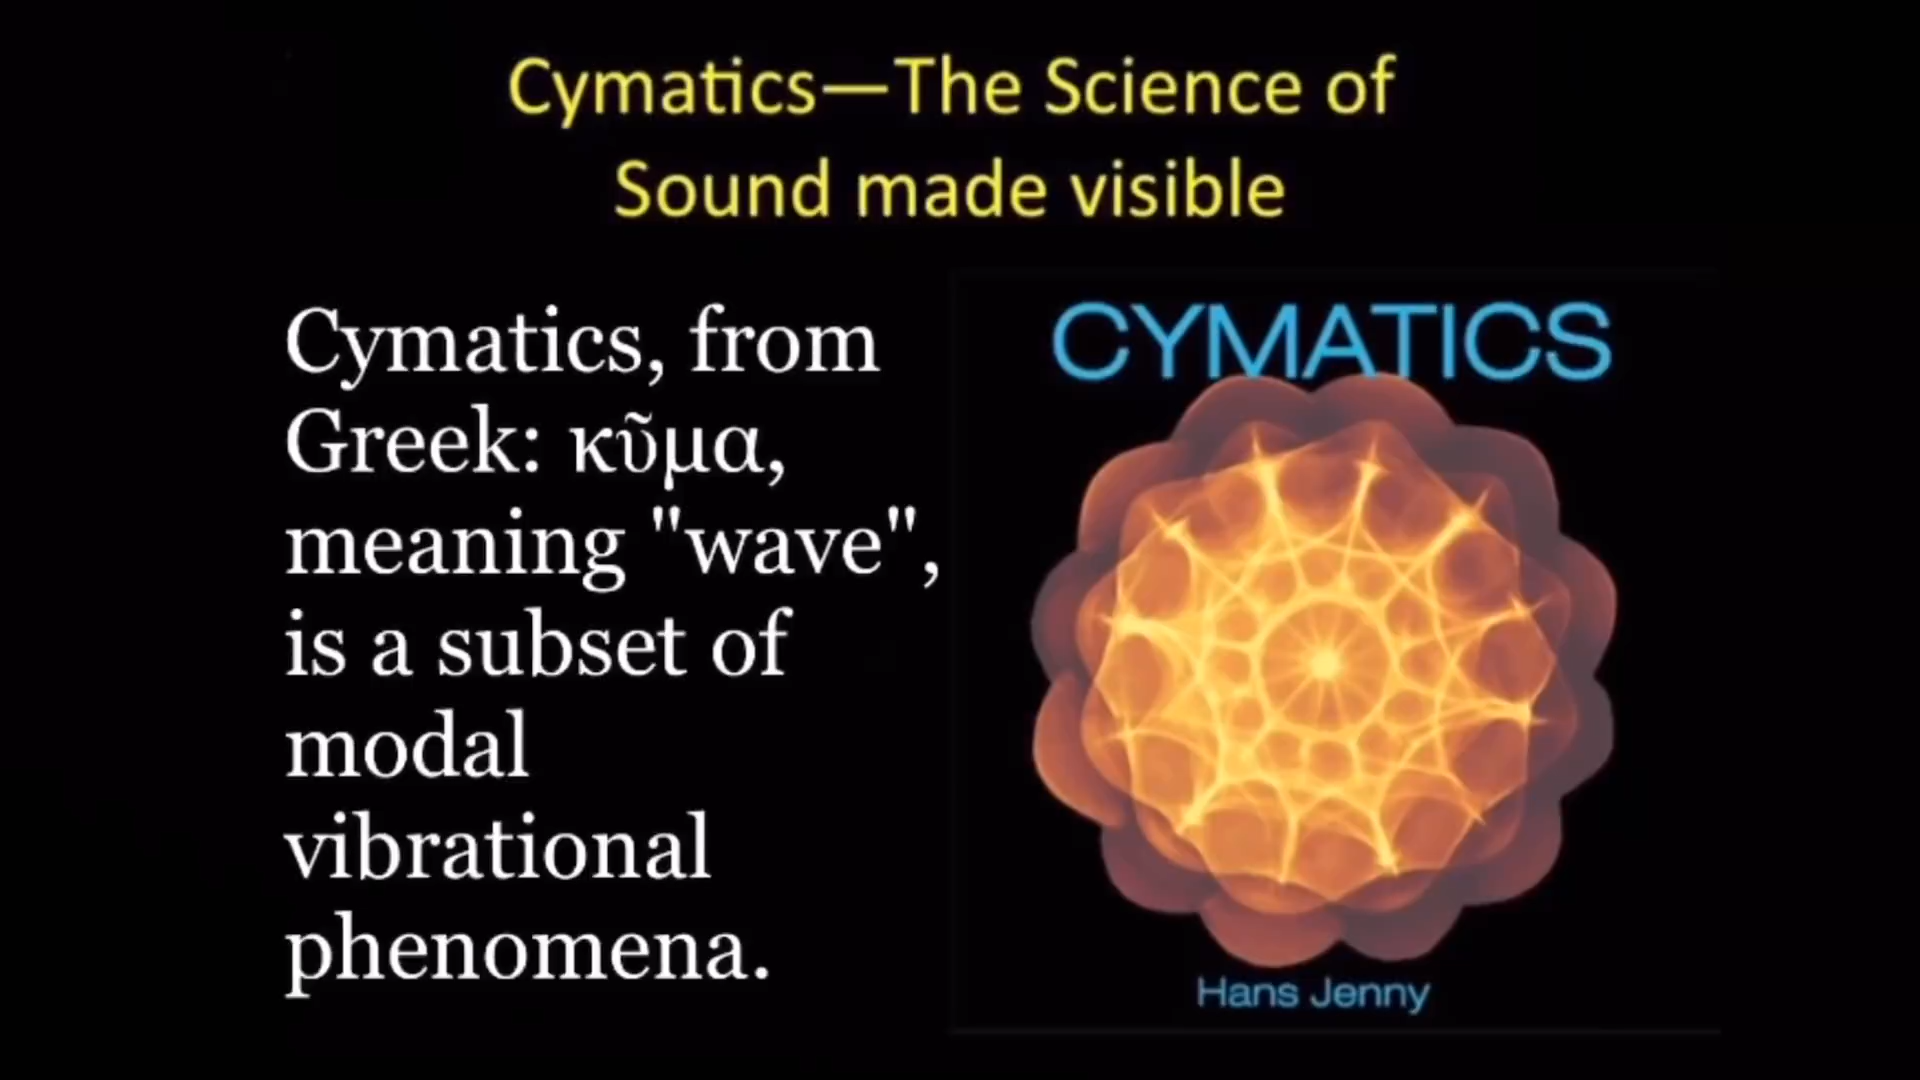 Cymatics—The Science of
Sound made visible
Cymatics, from
Greek: κῦμα,
meaning "wave",
is a subset of
modal
vibrational
phenomena.
CYMATICS
Hans Jenny